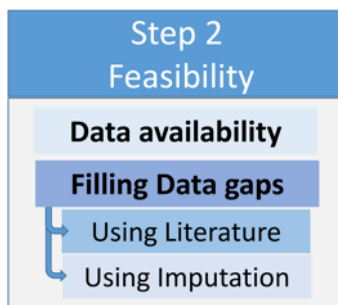 Step 2
Feasibility
Data availability
Filling Data gaps
Using Literature
Using Imputation